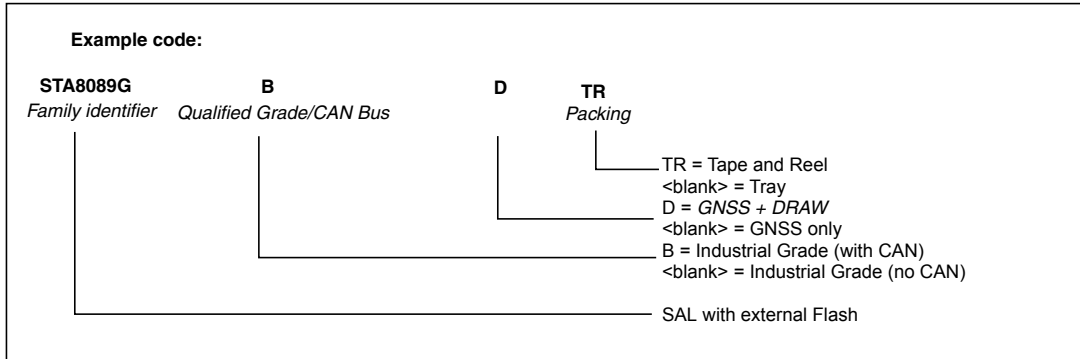 Example code:
STA8089G B D TR
Family identifier Qualified Grade/CAN Bus Packing
TR = Tape and Reel
<blank> = Tray
D = GNSS + DRAW
<blank> = GNSS only
B = Industrial Grade (with CAN)
<blank> = Industrial Grade (no CAN)
SAL with external Flash